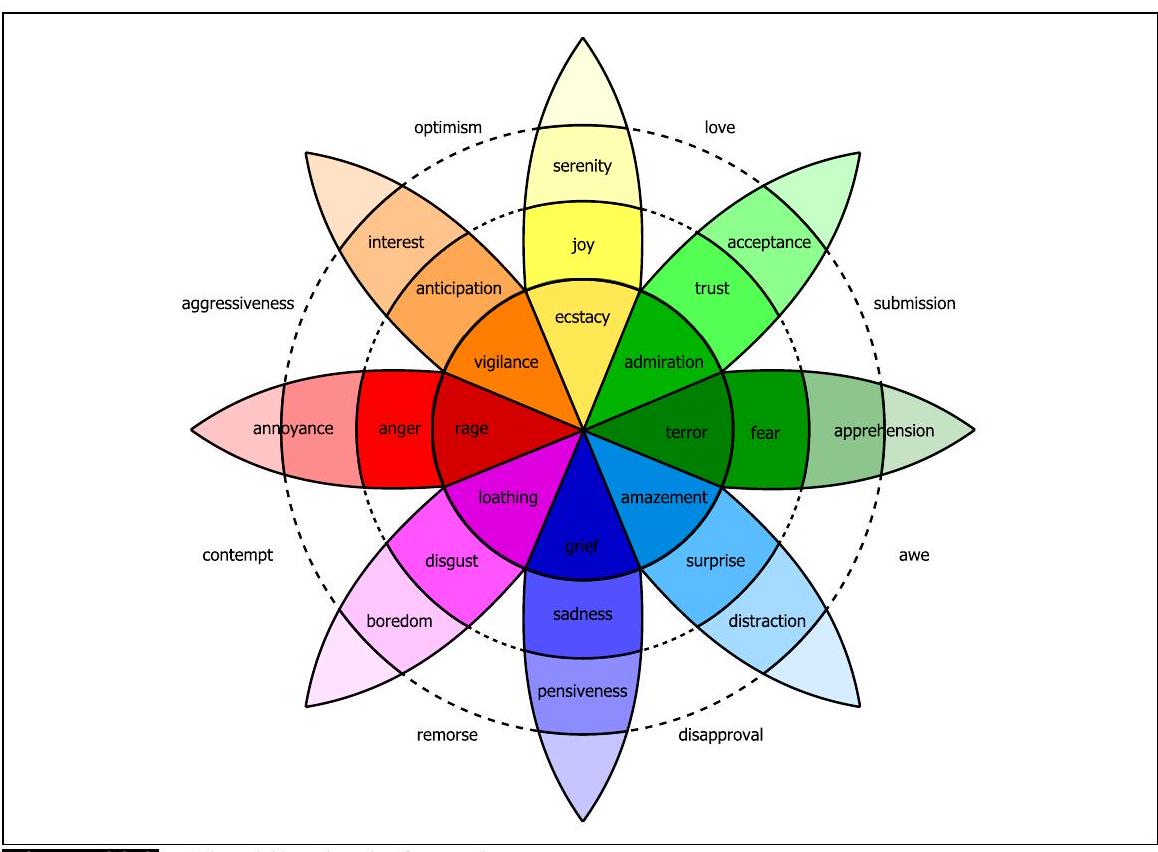 optimism
love
serenity
interest
acceptance
joy
anticipation
trust
aggressiveness
submission
ecstacy
vigilance
admiration
annoyance
anger
rage
terror
fear
apprehension
loathing
amazement
grief
contempt
awe
disgust
surprise
sadness
boredom
distraction
pensiveness
remorse
disapproval